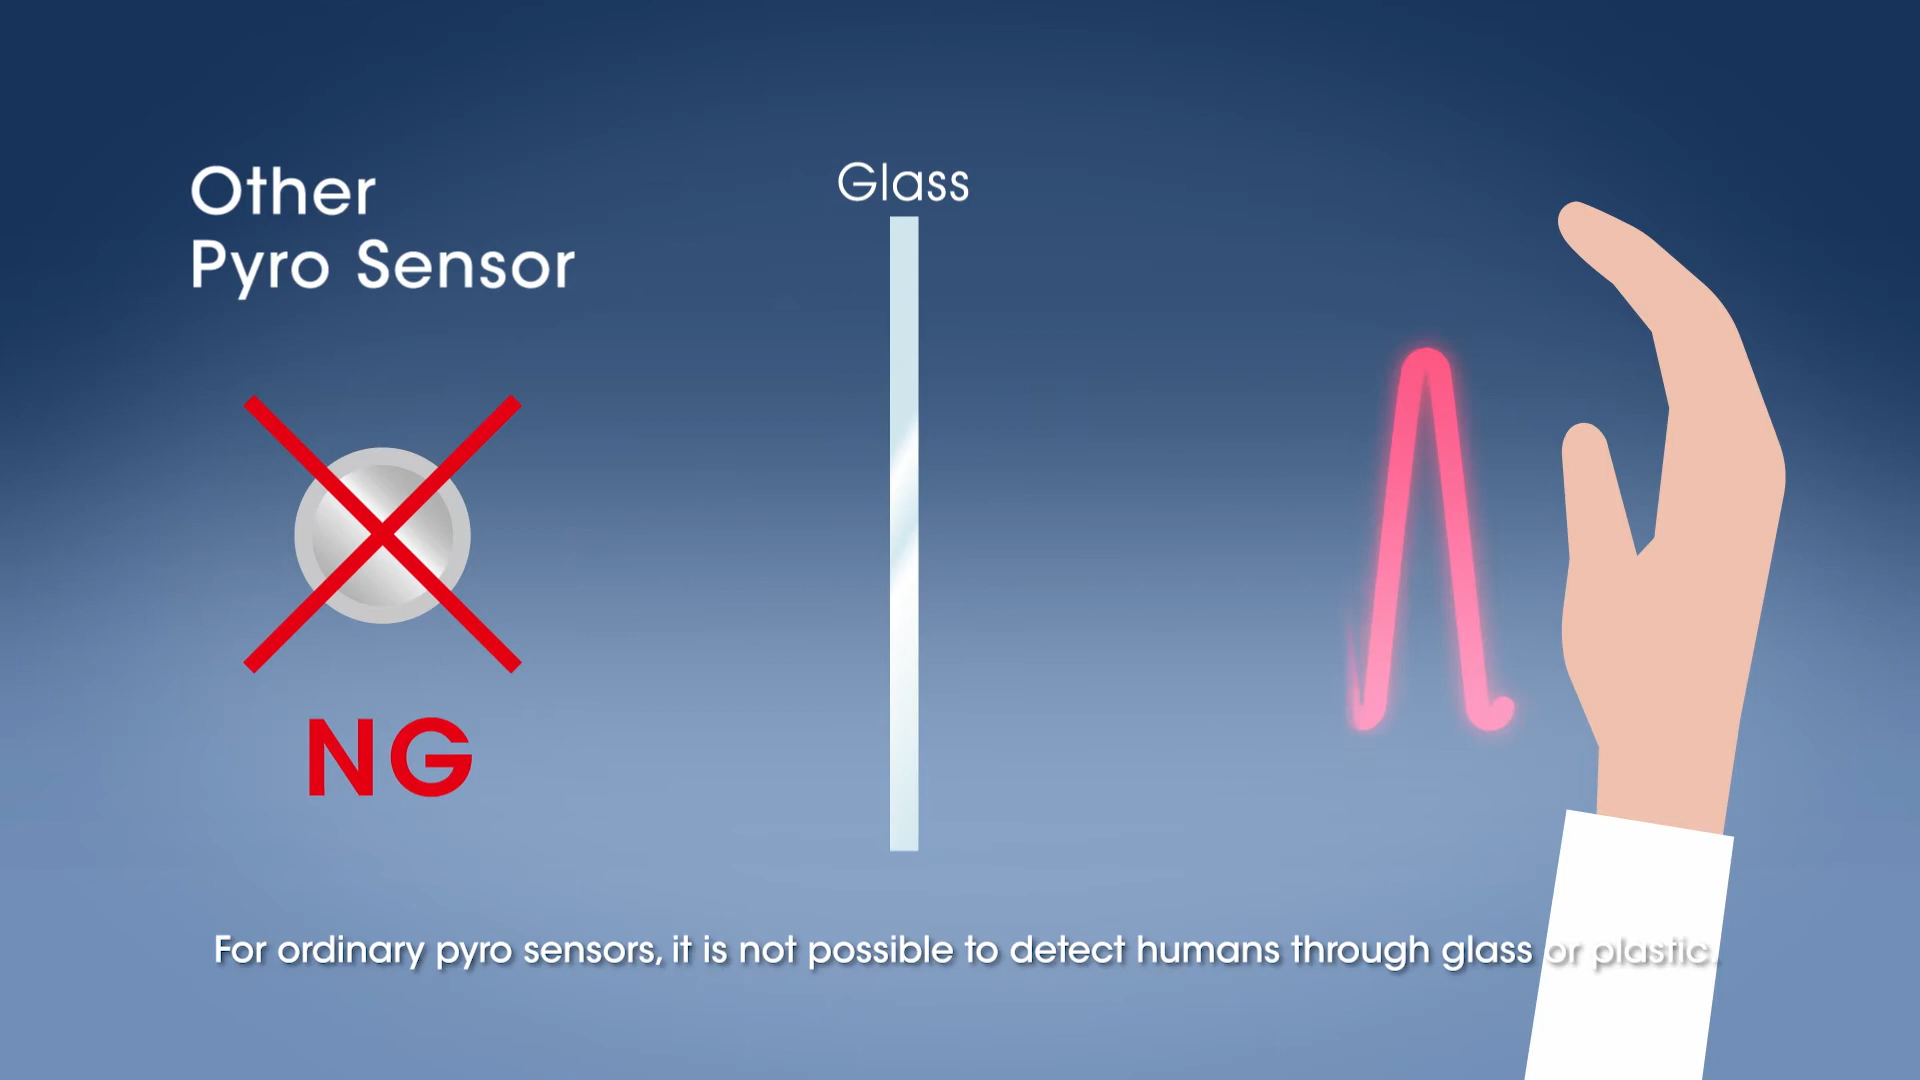 Other
Pyro Sensor
Glass
NG
For ordinary pyro sensors, it is not possible to detect humans through glass or plastic.